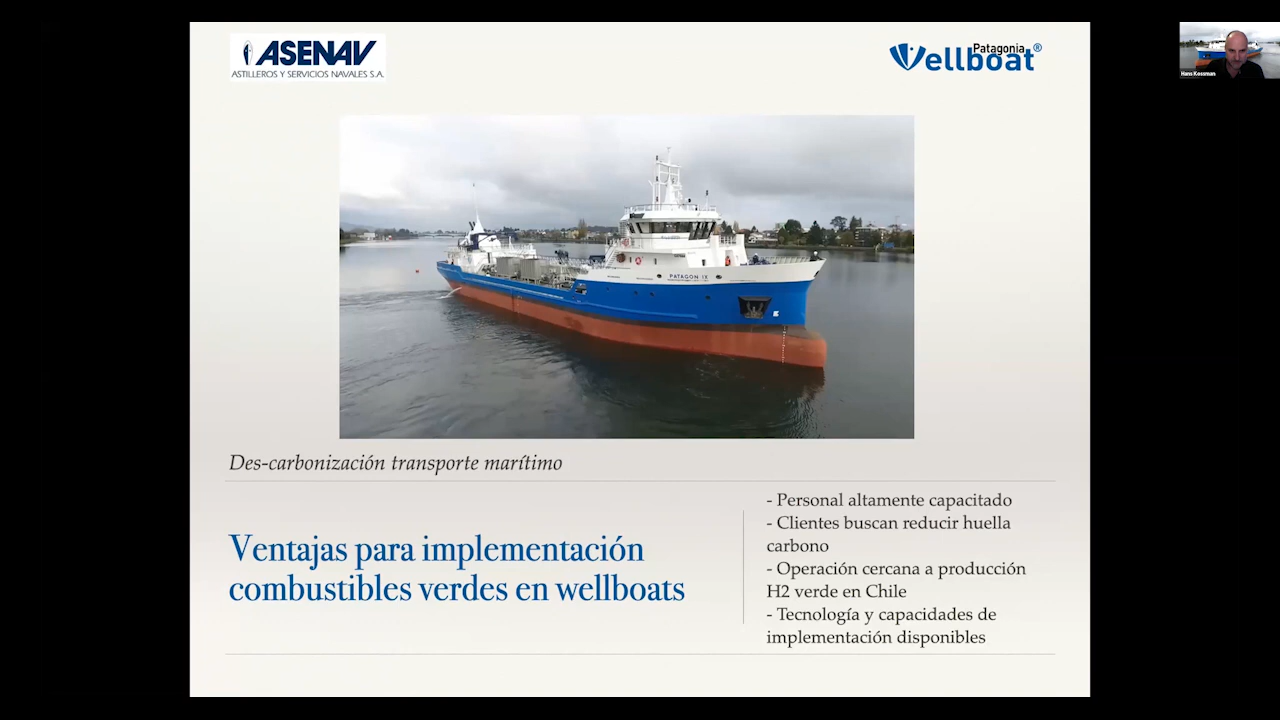 ASENAV
ASTILLEROS Y SERVICIOS NAVALES S.A.
Patagonia
Wellboat®
Hans Kossman
PATAGON IX
Des-carbonización transporte marítimo
Ventajas para implementación
combustibles verdes en wellboats
- Personal altamente capacitado
- Clientes buscan reducir huella
carbono
- Operación cercana a producción
H2 verde en Chile
- Tecnología y capacidades de
implementación disponibles